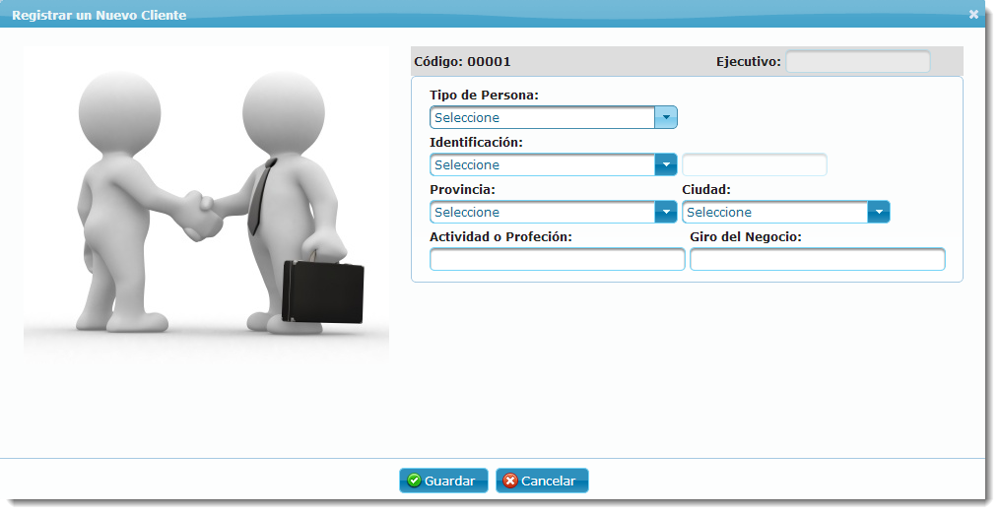 Registrar un Nuevo Cliente
Código: 00001 Ejecutivo:
Tipo de Persona:
Seleccione
Identificación:
Seleccione
Provincia: Ciudad:
Seleccione Seleccione
Actividad o Profeción: Giro del Negocio:
Guardar Cancelar